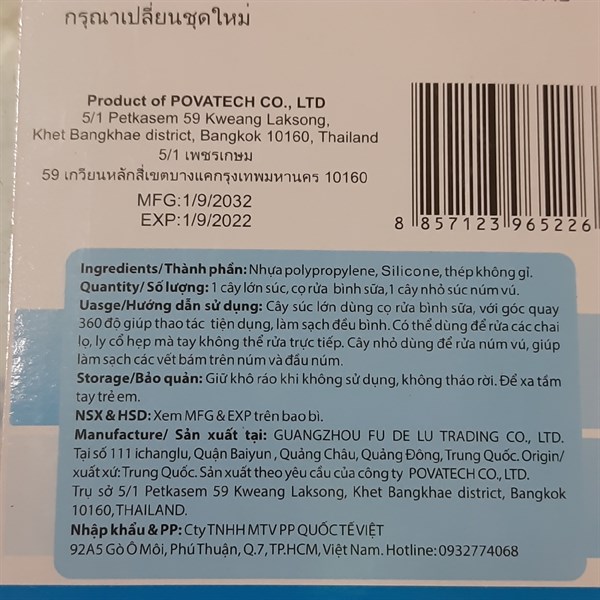 กรุณาเปลี่ยนชุดใหม่
Product of POVATECH CO., LTD
5/1 Petkasem 59 Kweang Laksong,
Khet Bangkhae district, Bangkok 10160, Thailand
5/1 เพชรเกษม
59 เกวียนหลักสี่เขตบางแคกรุงเทพมหานคร 10160
MFG:1/9/2032
EXP:1/9/2022
8 857123 965226
Ingredients/Thành phần: Nhựa polypropylene, Silicone, thép không gỉ.
Quantity/ Số lượng: 1 cây lớn súc, cọ rửa bình sữa,1 cây nhỏ súc núm vú.
Uasge/Hướng dẫn sử dụng: Cây súc lớn dùng cọ rửa bình sữa, với góc quay
360 độ giúp thao tác tiện dụng, làm sạch đều bình. Có thể dùng để rửa các chai
lọ, ly cổ hẹp mà tay không thể rửa trực tiếp. Cây nhỏ dùng để rửa núm vú, giúp
làm sạch các vết bám trên núm và đầu núm.
Storage/Bảo quản: Giữ khô ráo khi không sử dụng, không tháo rời. Để xa tầm
tay trẻ em.
NSX & HSD: Xem MFG & EXP trên bao bì.
Manufacture/ Sản xuất tại: GUANGZHOU FU DE LU TRADING CO., LTD.
Tại số 111 ichanglu, Quận Baiyun , Quảng Châu, Quảng Đông, Trung Quốc. Origin/
xuất xứ: Trung Quốc. Sản xuất theo yêu cầu của công ty POVATECH CO., LTD.
Trụ sở 5/1 Petkasem 59 Kweang Laksong, Khet Bangkhae district, Bangkok
10160, THAILAND.
Nhập khẩu & PP: Cty TNHH MTV PP QUỐC TẾ VIỆT
92A5 Gò Ô Môi, Phú Thuận, Q.7, TP.HCM, Việt Nam. Hotline: 0932774068